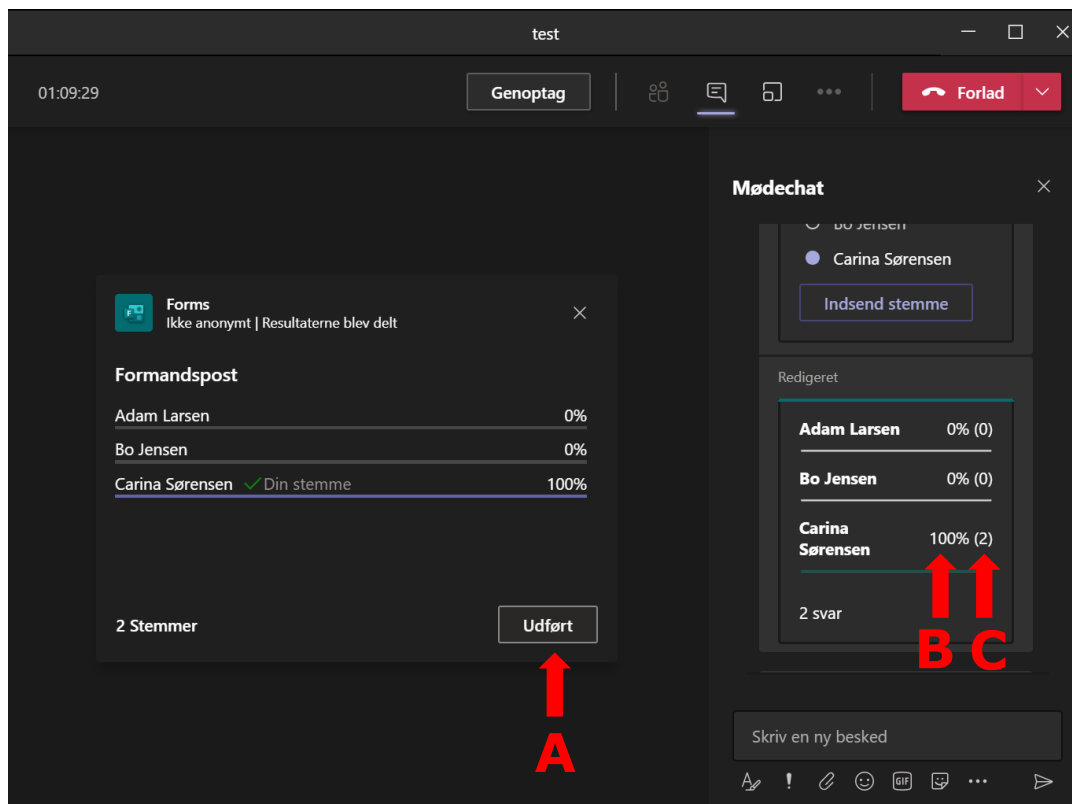 test
01:09:29
Genoptag
Forlad
Forms
Ikke anonymt | Resultaterne blev delt
Formandspost
Adam Larsen 0%
Bo Jensen 0%
Carina Sørensen Din stemme 100%
2 Stemmer
Udført
A
Mødechat
Bo Jensen
Carina Sørensen
Indsend stemme
Redigeret
Adam Larsen 0% (0)
Bo Jensen 0% (0)
Carina
Sørensen 100% (2)
2 svar
B C
Skriv en ny besked
GIF